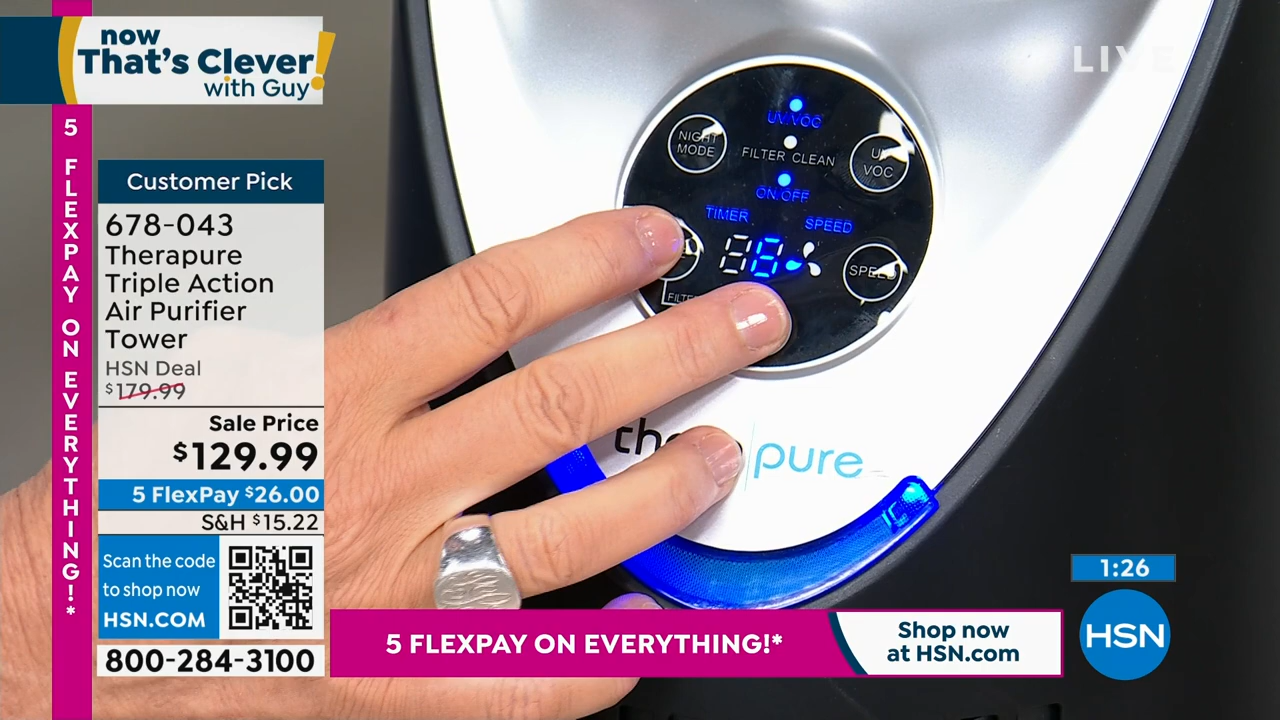 now
That's Clever!
with Guy
LIVE
5 FLEXPAY ON EVERYTHING!*
Customer Pick
678-043
Therapure
Triple Action
Air Purifier
Tower
HSN Deal
$179.99
Sale Price
$129.99
5 FlexPay $26.00
S&H $15.22
Scan the code
to shop now
HSN.COM
800-284-3100
UV/VOC
NIGHT
MODE
FILTER CLEAN
VOC
ON/OFF
TIMER
SPEED
SPEED
pure
5 FLEXPAY ON EVERYTHING!*
Shop now
at HSN.com
1:26
HSN